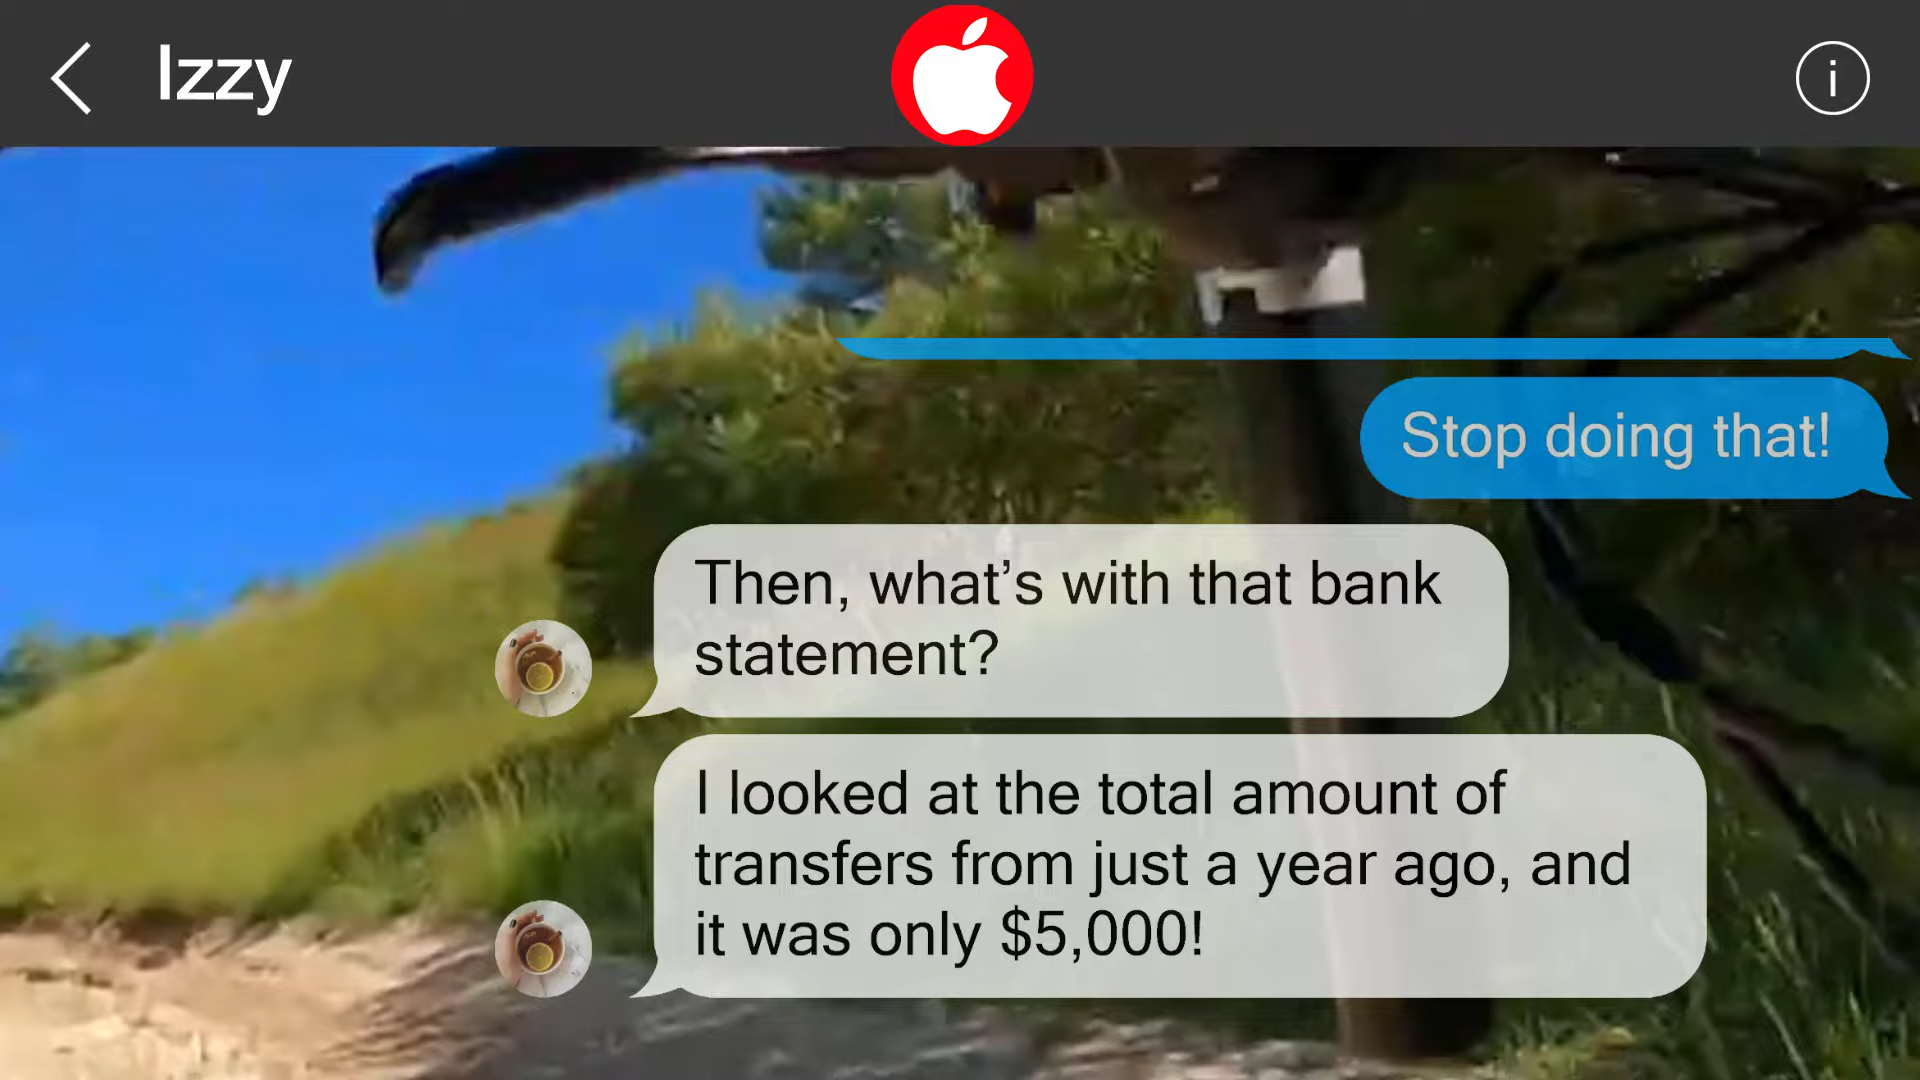 Izzy
Stop doing that!
Then, what’s with that bank
statement?
I looked at the total amount of
transfers from just a year ago, and
it was only $5,000!